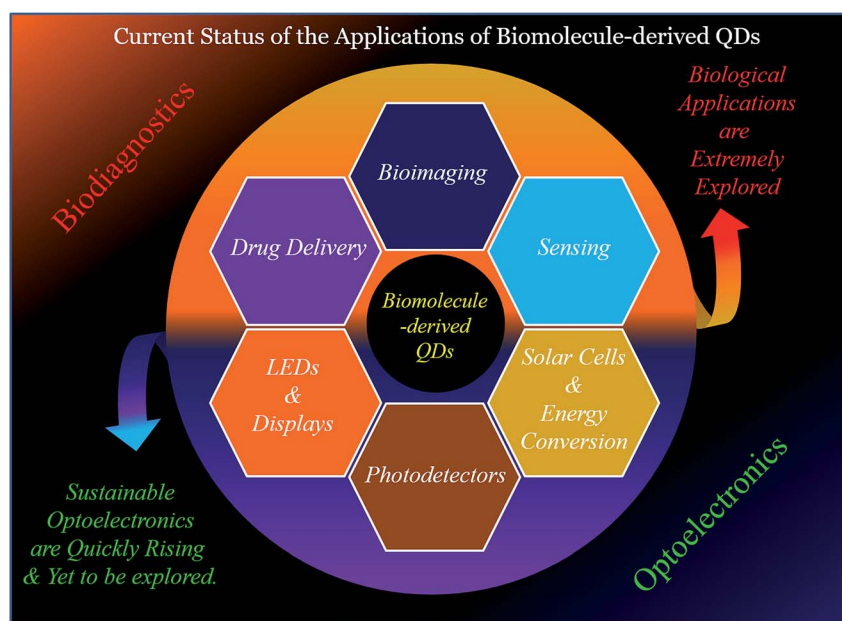 Current Status of the Applications of Biomolecule-derived QDs
Biodiagnostics
Biological
Applications
are
Extremely
Explored
Bioimaging
Drug Delivery
Sensing
Biomolecule
-derived
QDs
LEDs
&
Displays
Solar Cells
&
Energy
Conversion
Photodetectors
Sustainable
Optoelectronics
are Quickly Rising
& Yet to be explored.
Optoelectronics